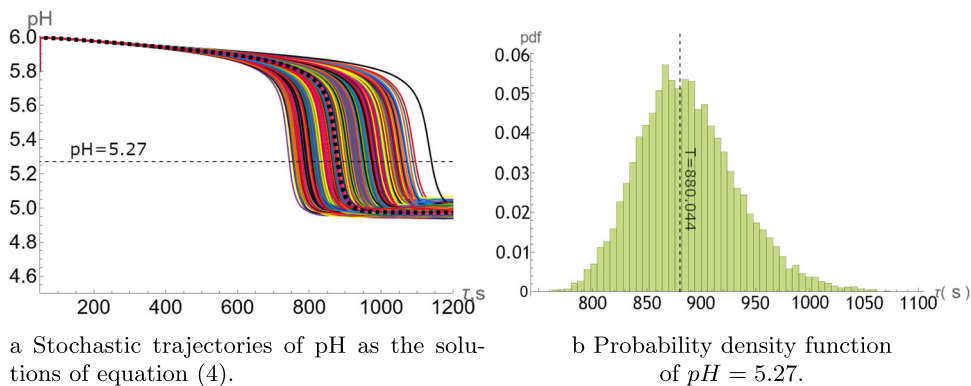 pH
6.0
5.8
5.6
5.4
5.2
5.0
4.8
4.6
pH=5.27
200
400
600
800
1000
1200
τ,s
a Stochastic trajectories of pH as the solu-
tions of equation (4).
pdf
0.06
0.05
0.04
0.03
0.02
0.01
0
T=880.044
800
850
900
950
1000
1050
1100
τ( s )
b Probability density function
of pH = 5.27.